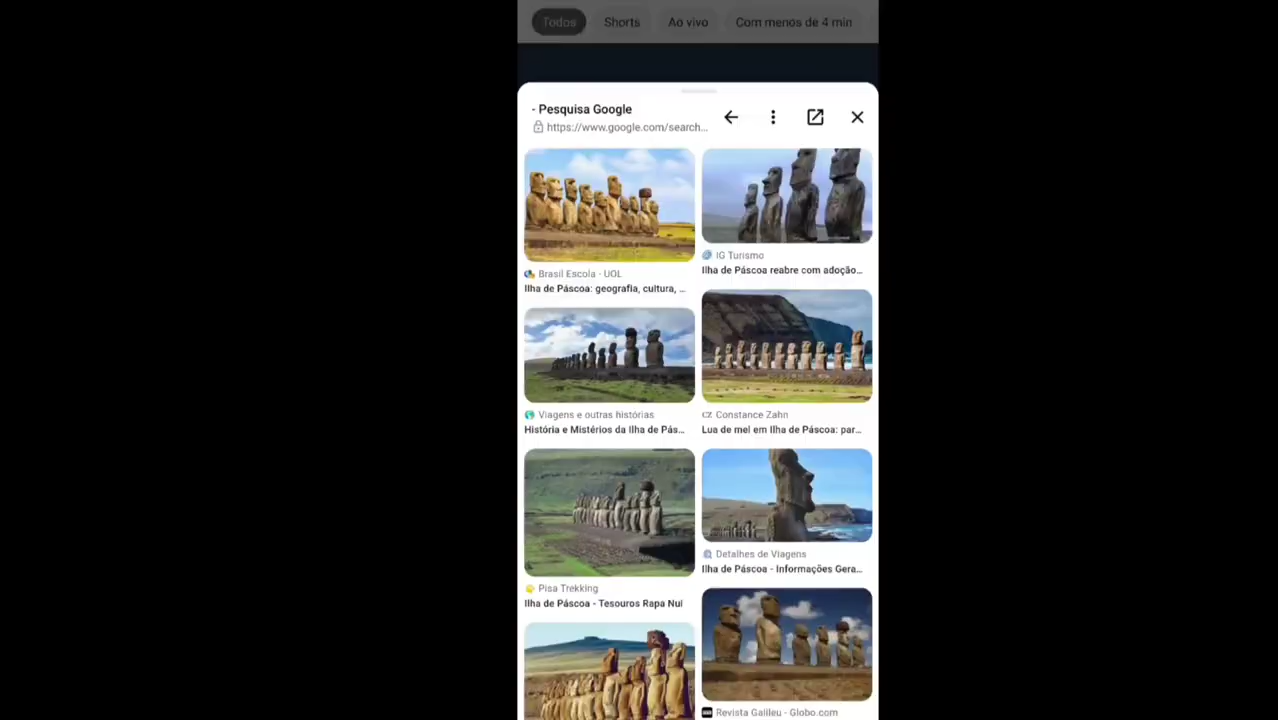 Todos
Shorts
Ao vivo
Com menos de 4 min
- Pesquisa Google
https://www.google.com/search...
Brasil Escola - UOL
Ilha de Páscoa: geografia, cultura, ...
IG Turismo
Ilha de Páscoa reabre com adoção...
Viagens e outras histórias
História e Mistérios da Ilha de Pás...
CZ Constance Zahn
Lua de mel em Ilha de Páscoa: par...
Pisa Trekking
Ilha de Páscoa - Tesouros Rapa Nui
Detalhes de Viagens
Ilha de Páscoa - Informações Gera...
Revista Galileu - Globo.com